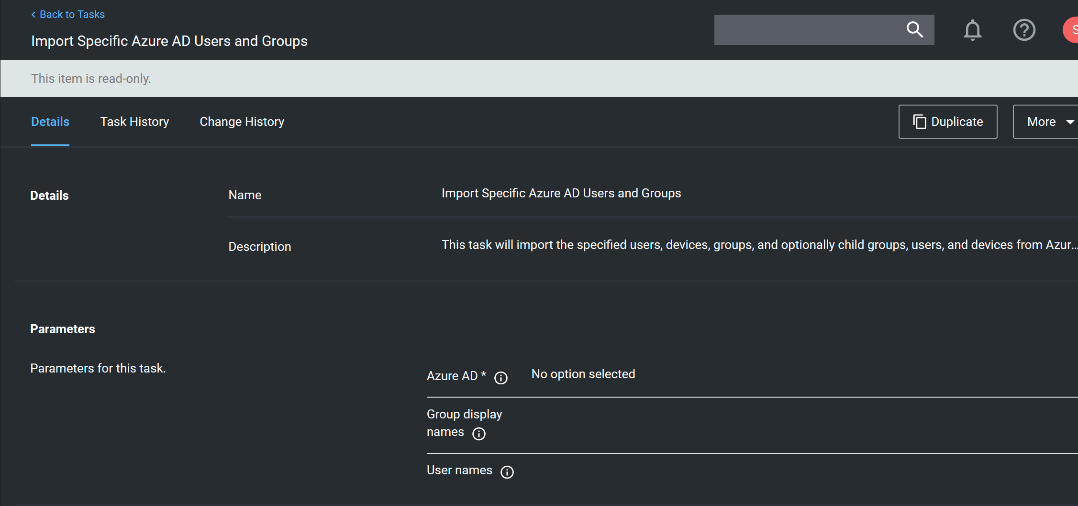 Back to Tasks
Import Specific Azure AD Users and Groups
S
This item is read-only.
Details
Task History
Change History
Duplicate
More
Details
Name
Import Specific Azure AD Users and Groups
Description
This task will import the specified users, devices, groups, and optionally child groups, users, and devices from Azur...
Parameters
Parameters for this task.
Azure AD *
No option selected
Group display
names
User names